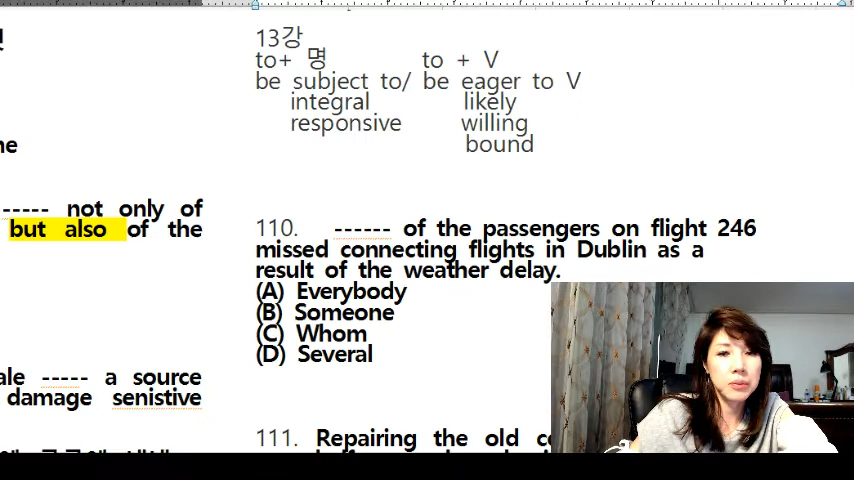 13강
to+ 명 to + V
be subject to/ be eager to V
integral likely
responsive willing
bound
----- not only of
but also of the
ale ----- a source
damage senistive
110. ------ of the passengers on flight 246
missed connecting flights in Dublin as a
result of the weather delay.
(A) Everybody
(B) Someone
(C) Whom
(D) Several
111. Repairing the old